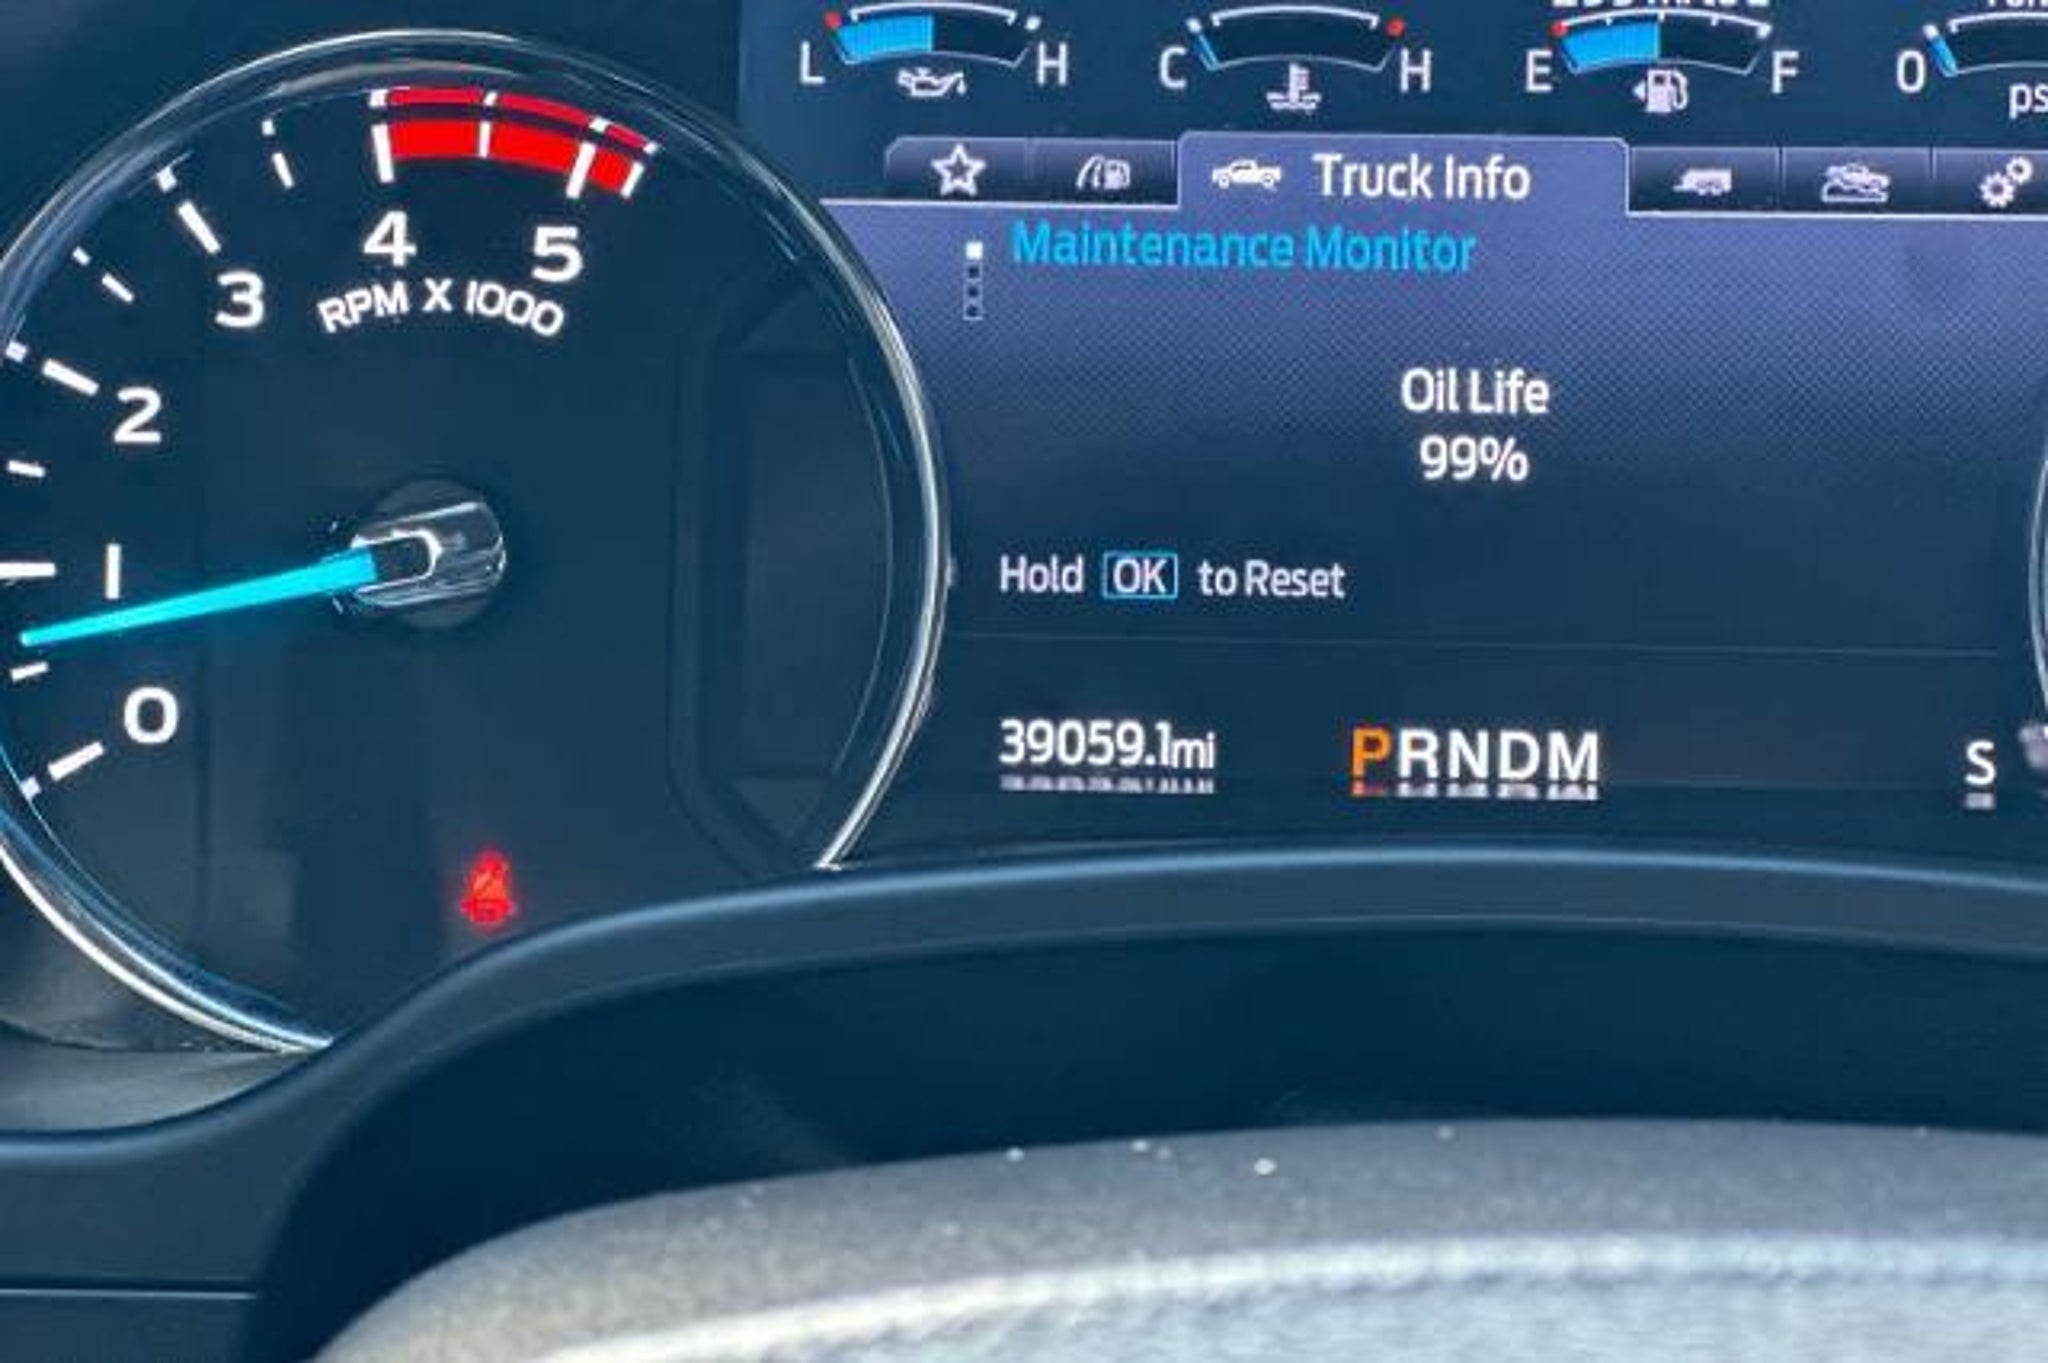 L H
C H
E F
0
ps
Truck Info
Maintenance Monitor
Oil Life
99%
Hold OK to Reset
39059.1mi
PRNDM
S
0
1
2
3
4
5
RPM X 1000